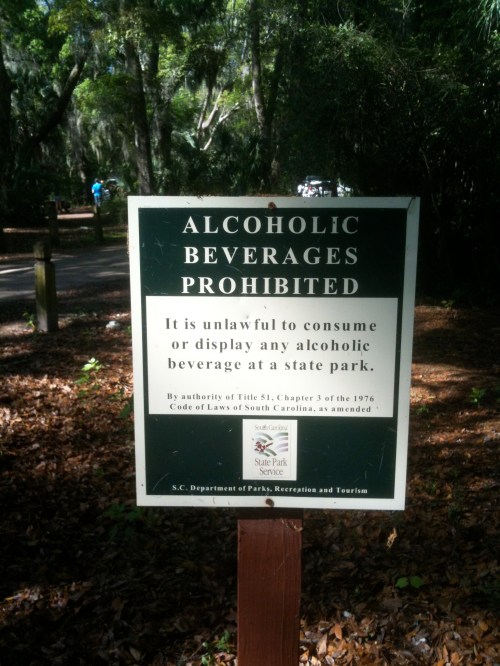 ALCOHOLIC
BEVERAGES
PROHIBITED
It is unlawful to consume
or display any alcoholic
beverage at a state park.
By authority of Title 51, Chapter 3 of the 1976
Code of Laws of South Carolina, as amended
South Carolina
State Park
Service
S.C. Department of Parks, Recreation and Tourism